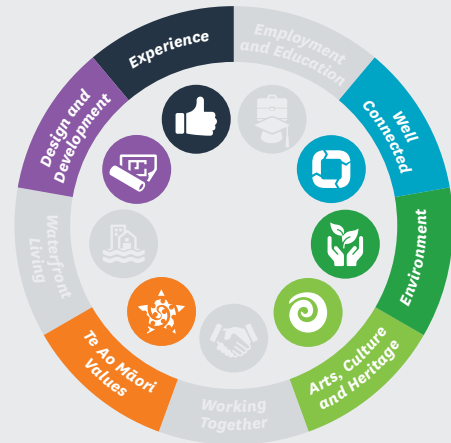 Experience
Employment
and Education
Well
Connected
Environment
Arts, Culture
and Heritage
Working
Together
Te Ao Māori
Values
Waterfront
Living
Design and
Development